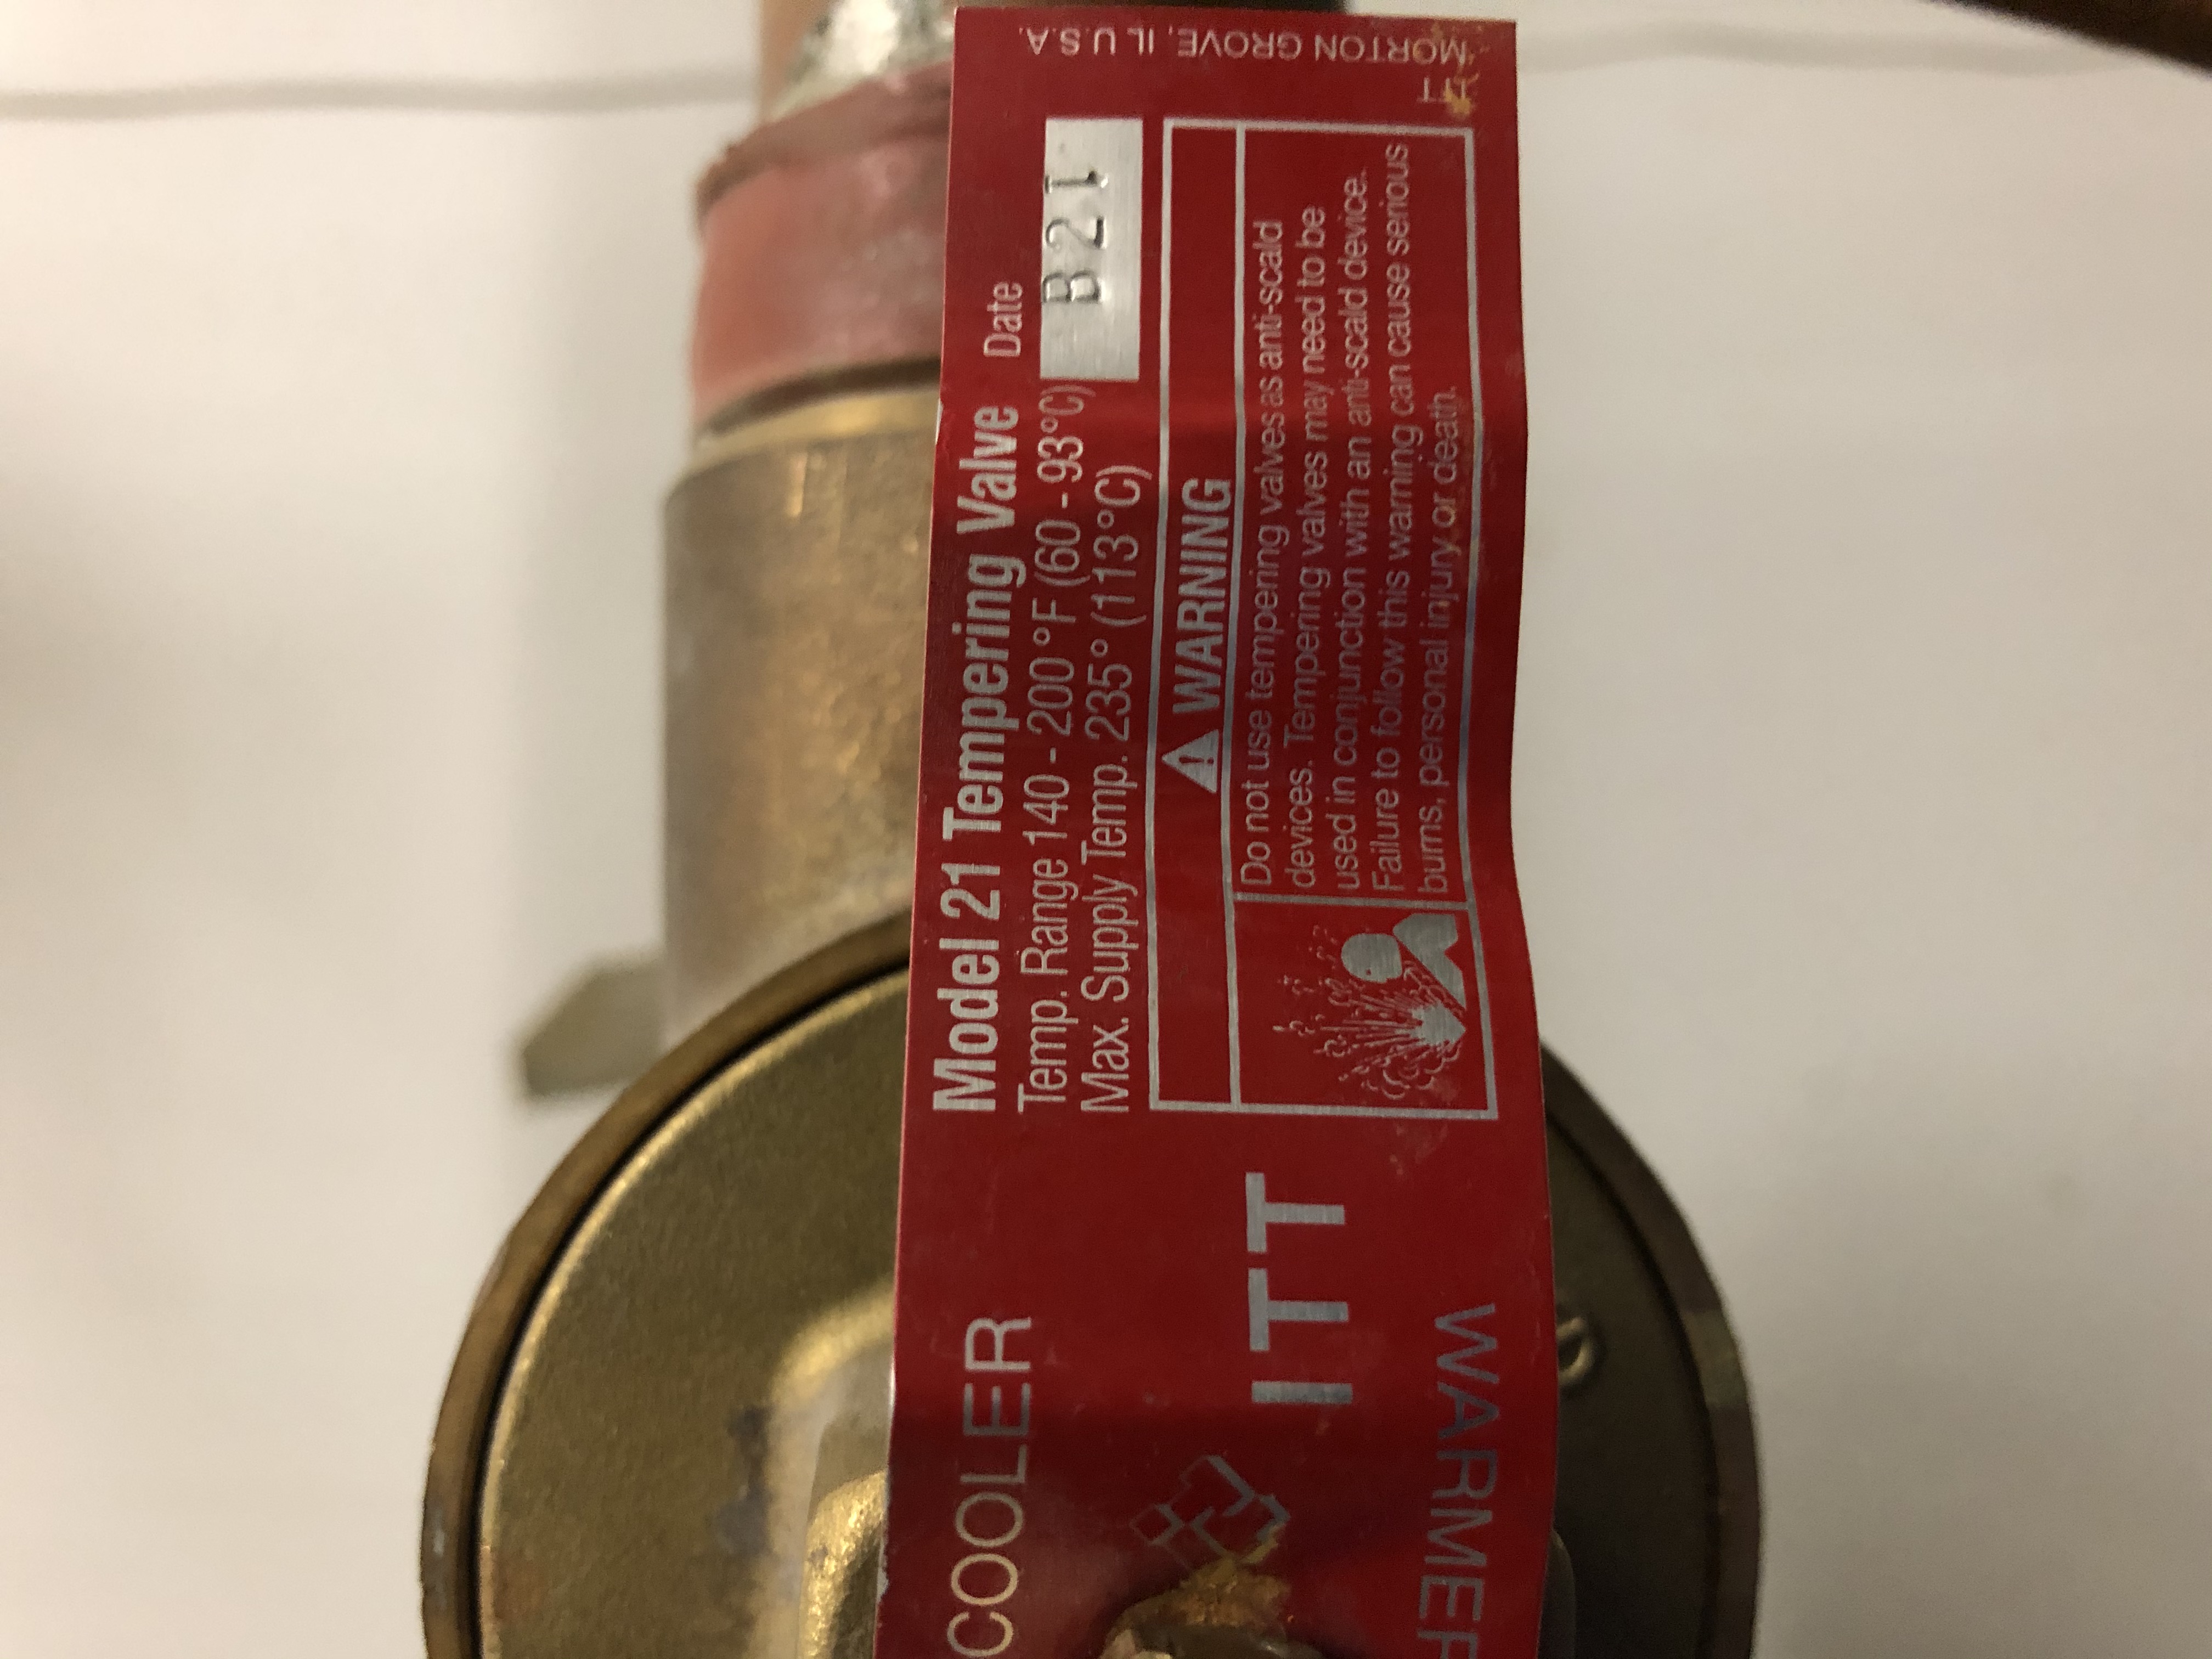 Model 21 Tempering Valve
Date
Temp. Range 140 - 200°F (60 - 93°C)
B21
Max. Supply Temp. 235° (113°C)
WARNING
Do not use tempering valves as anti-scald
devices. Tempering valves may need to be
used in conjunction with an anti-scald device.
Failure to follow this warning can cause serious
burns, personal injury or death.
ITT
MORTON GROVE, IL U.S.A.
COOLER
ITT
WARMER